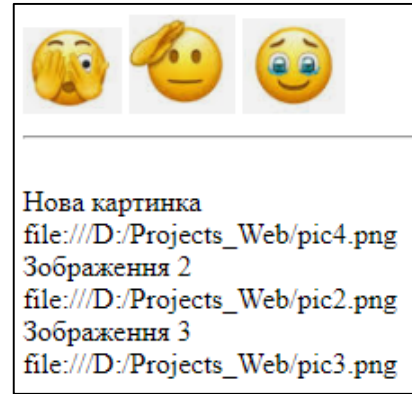 Нова картинка
file:///D:/Projects_Web/pic4.png
Зображення 2
file:///D:/Projects_Web/pic2.png
Зображення 3
file:///D:/Projects_Web/pic3.png